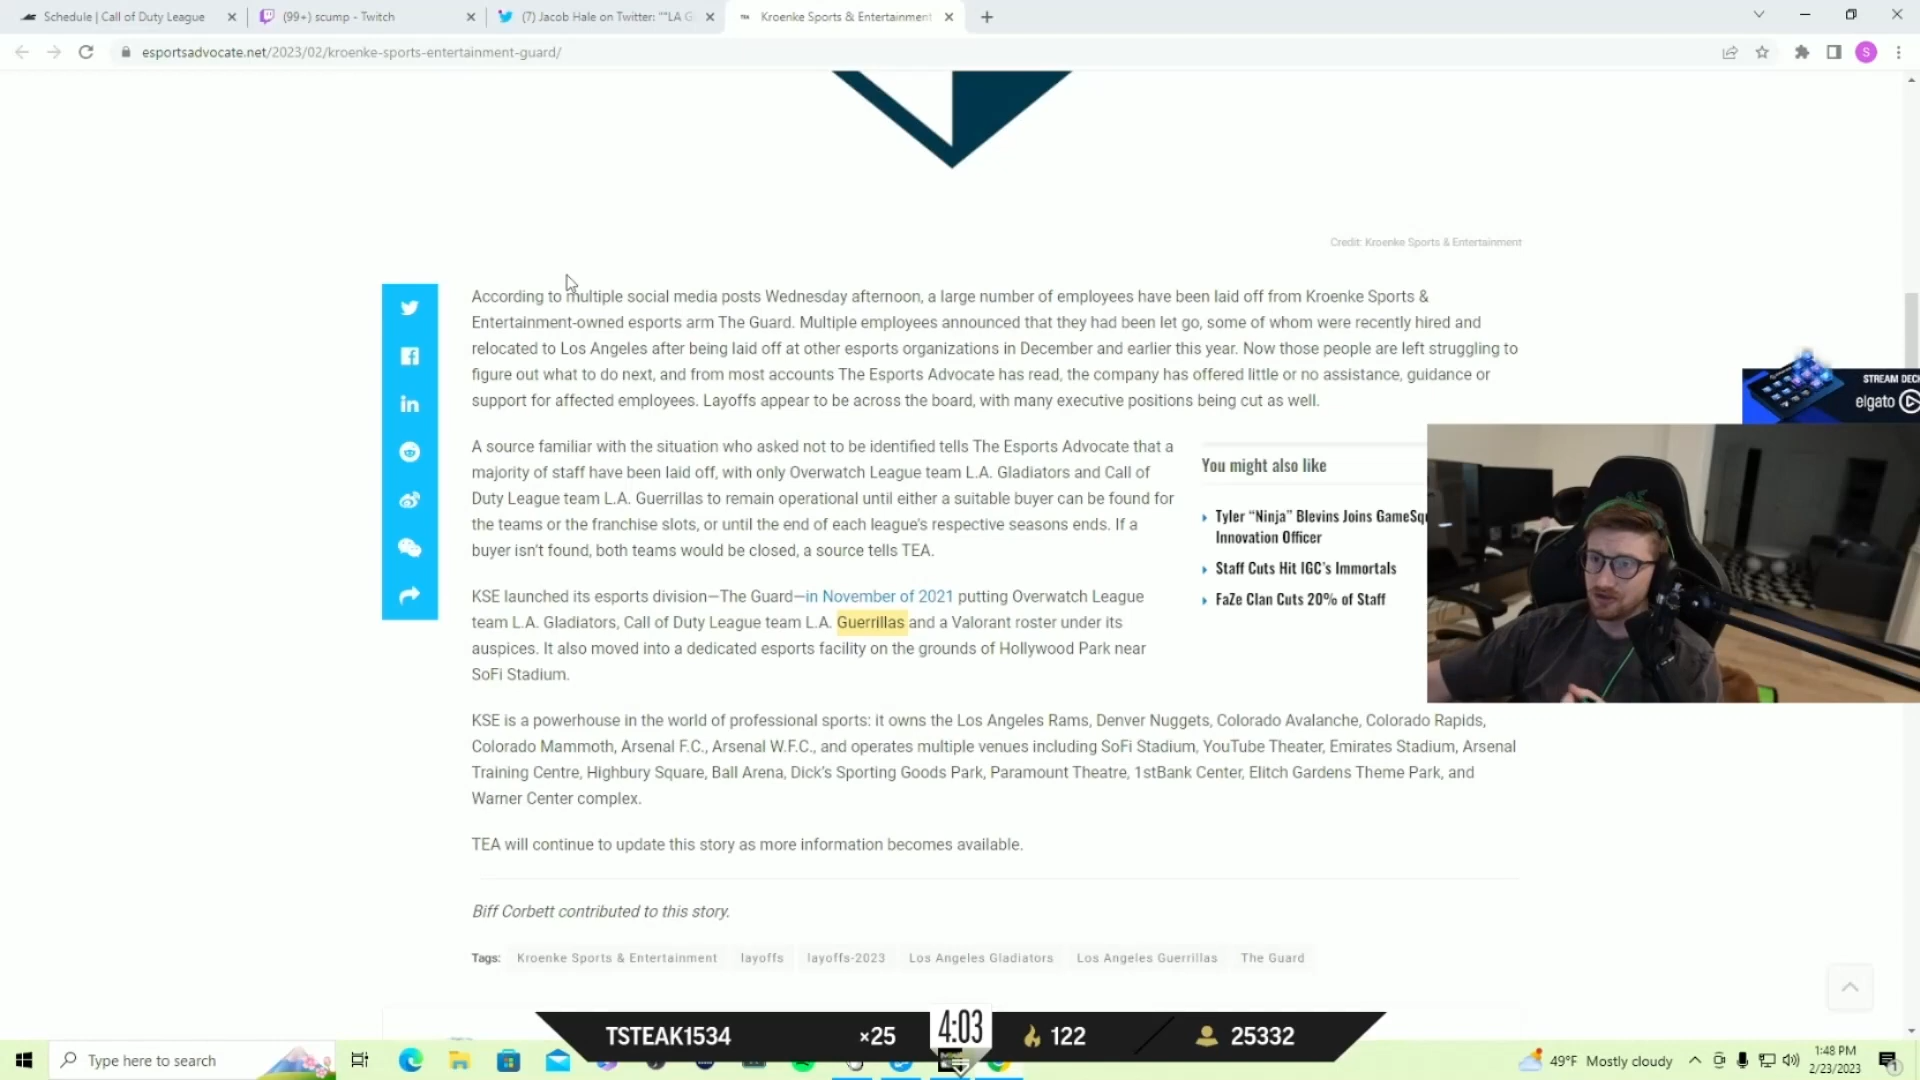 Schedule | Call of Duty League
(99+) scump - Twitch
(7) Jacob Hale on Twitter: ""LA G
Kroenke Sports & Entertainment
esportsadvocate.net/2023/02/kroenke-sports-entertainment-guard/
S
Credit: Kroenke Sports & Entertainment
According to multiple social media posts Wednesday afternoon, a large number of employees have been laid off from Kroenke Sports &
Entertainment-owned esports arm The Guard. Multiple employees announced that they had been let go, some of whom were recently hired and
relocated to Los Angeles after being laid off at other esports organizations in December and earlier this year. Now those people are left struggling to
figure out what to do next, and from most accounts The Esports Advocate has read, the company has offered little or no assistance, guidance or
support for affected employees. Layoffs appear to be across the board, with many executive positions being cut as well.
A source familiar with the situation who asked not to be identified tells The Esports Advocate that a
majority of staff have been laid off, with only Overwatch League team L.A. Gladiators and Call of
Duty League team L.A. Guerrillas to remain operational until either a suitable buyer can be found for
the teams or the franchise slots, or until the end of each league's respective seasons ends. If a
buyer isn't found, both teams would be closed, a source tells TEA.
You might also like
Tyler “Ninja” Blevins Joins GameSqu
Innovation Officer
Staff Cuts Hit IGC's Immortals
FaZe Clan Cuts 20% of Staff
STREAM DECK
elgato
KSE launched its esports division—The Guard—in November of 2021 putting Overwatch League
team L.A. Gladiators, Call of Duty League team L.A. Guerrillas and a Valorant roster under its
auspices. It also moved into a dedicated esports facility on the grounds of Hollywood Park near
SoFi Stadium.
KSE is a powerhouse in the world of professional sports: it owns the Los Angeles Rams, Denver Nuggets, Colorado Avalanche, Colorado Rapids,
Colorado Mammoth, Arsenal F.C., Arsenal W.F.C., and operates multiple venues including SoFi Stadium, YouTube Theater, Emirates Stadium, Arsenal
Training Centre, Highbury Square, Ball Arena, Dick's Sporting Goods Park, Paramount Theatre, 1stBank Center, Elitch Gardens Theme Park, and
Warner Center complex.
TEA will continue to update this story as more information becomes available.
Biff Corbett contributed to this story.
Tags: Kroenke Sports & Entertainment layoffs layoffs-2023 Los Angeles Gladiators Los Angeles Guerrillas The Guard
TSTEAK1534 ×25 4:03 122 25332
Type here to search
49°F Mostly cloudy
1:48 PM
2/23/2023